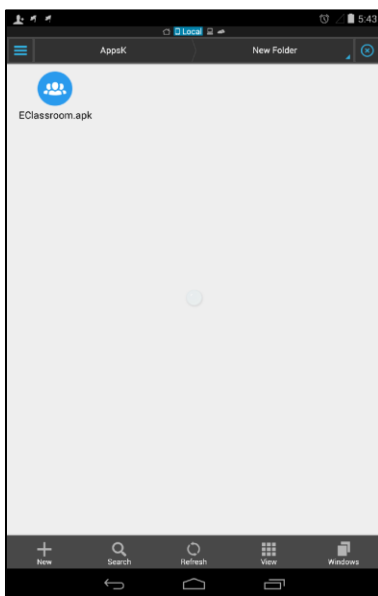 5:43
Local
AppsK New Folder
EClassroom.apk
New Search Refresh View Windows